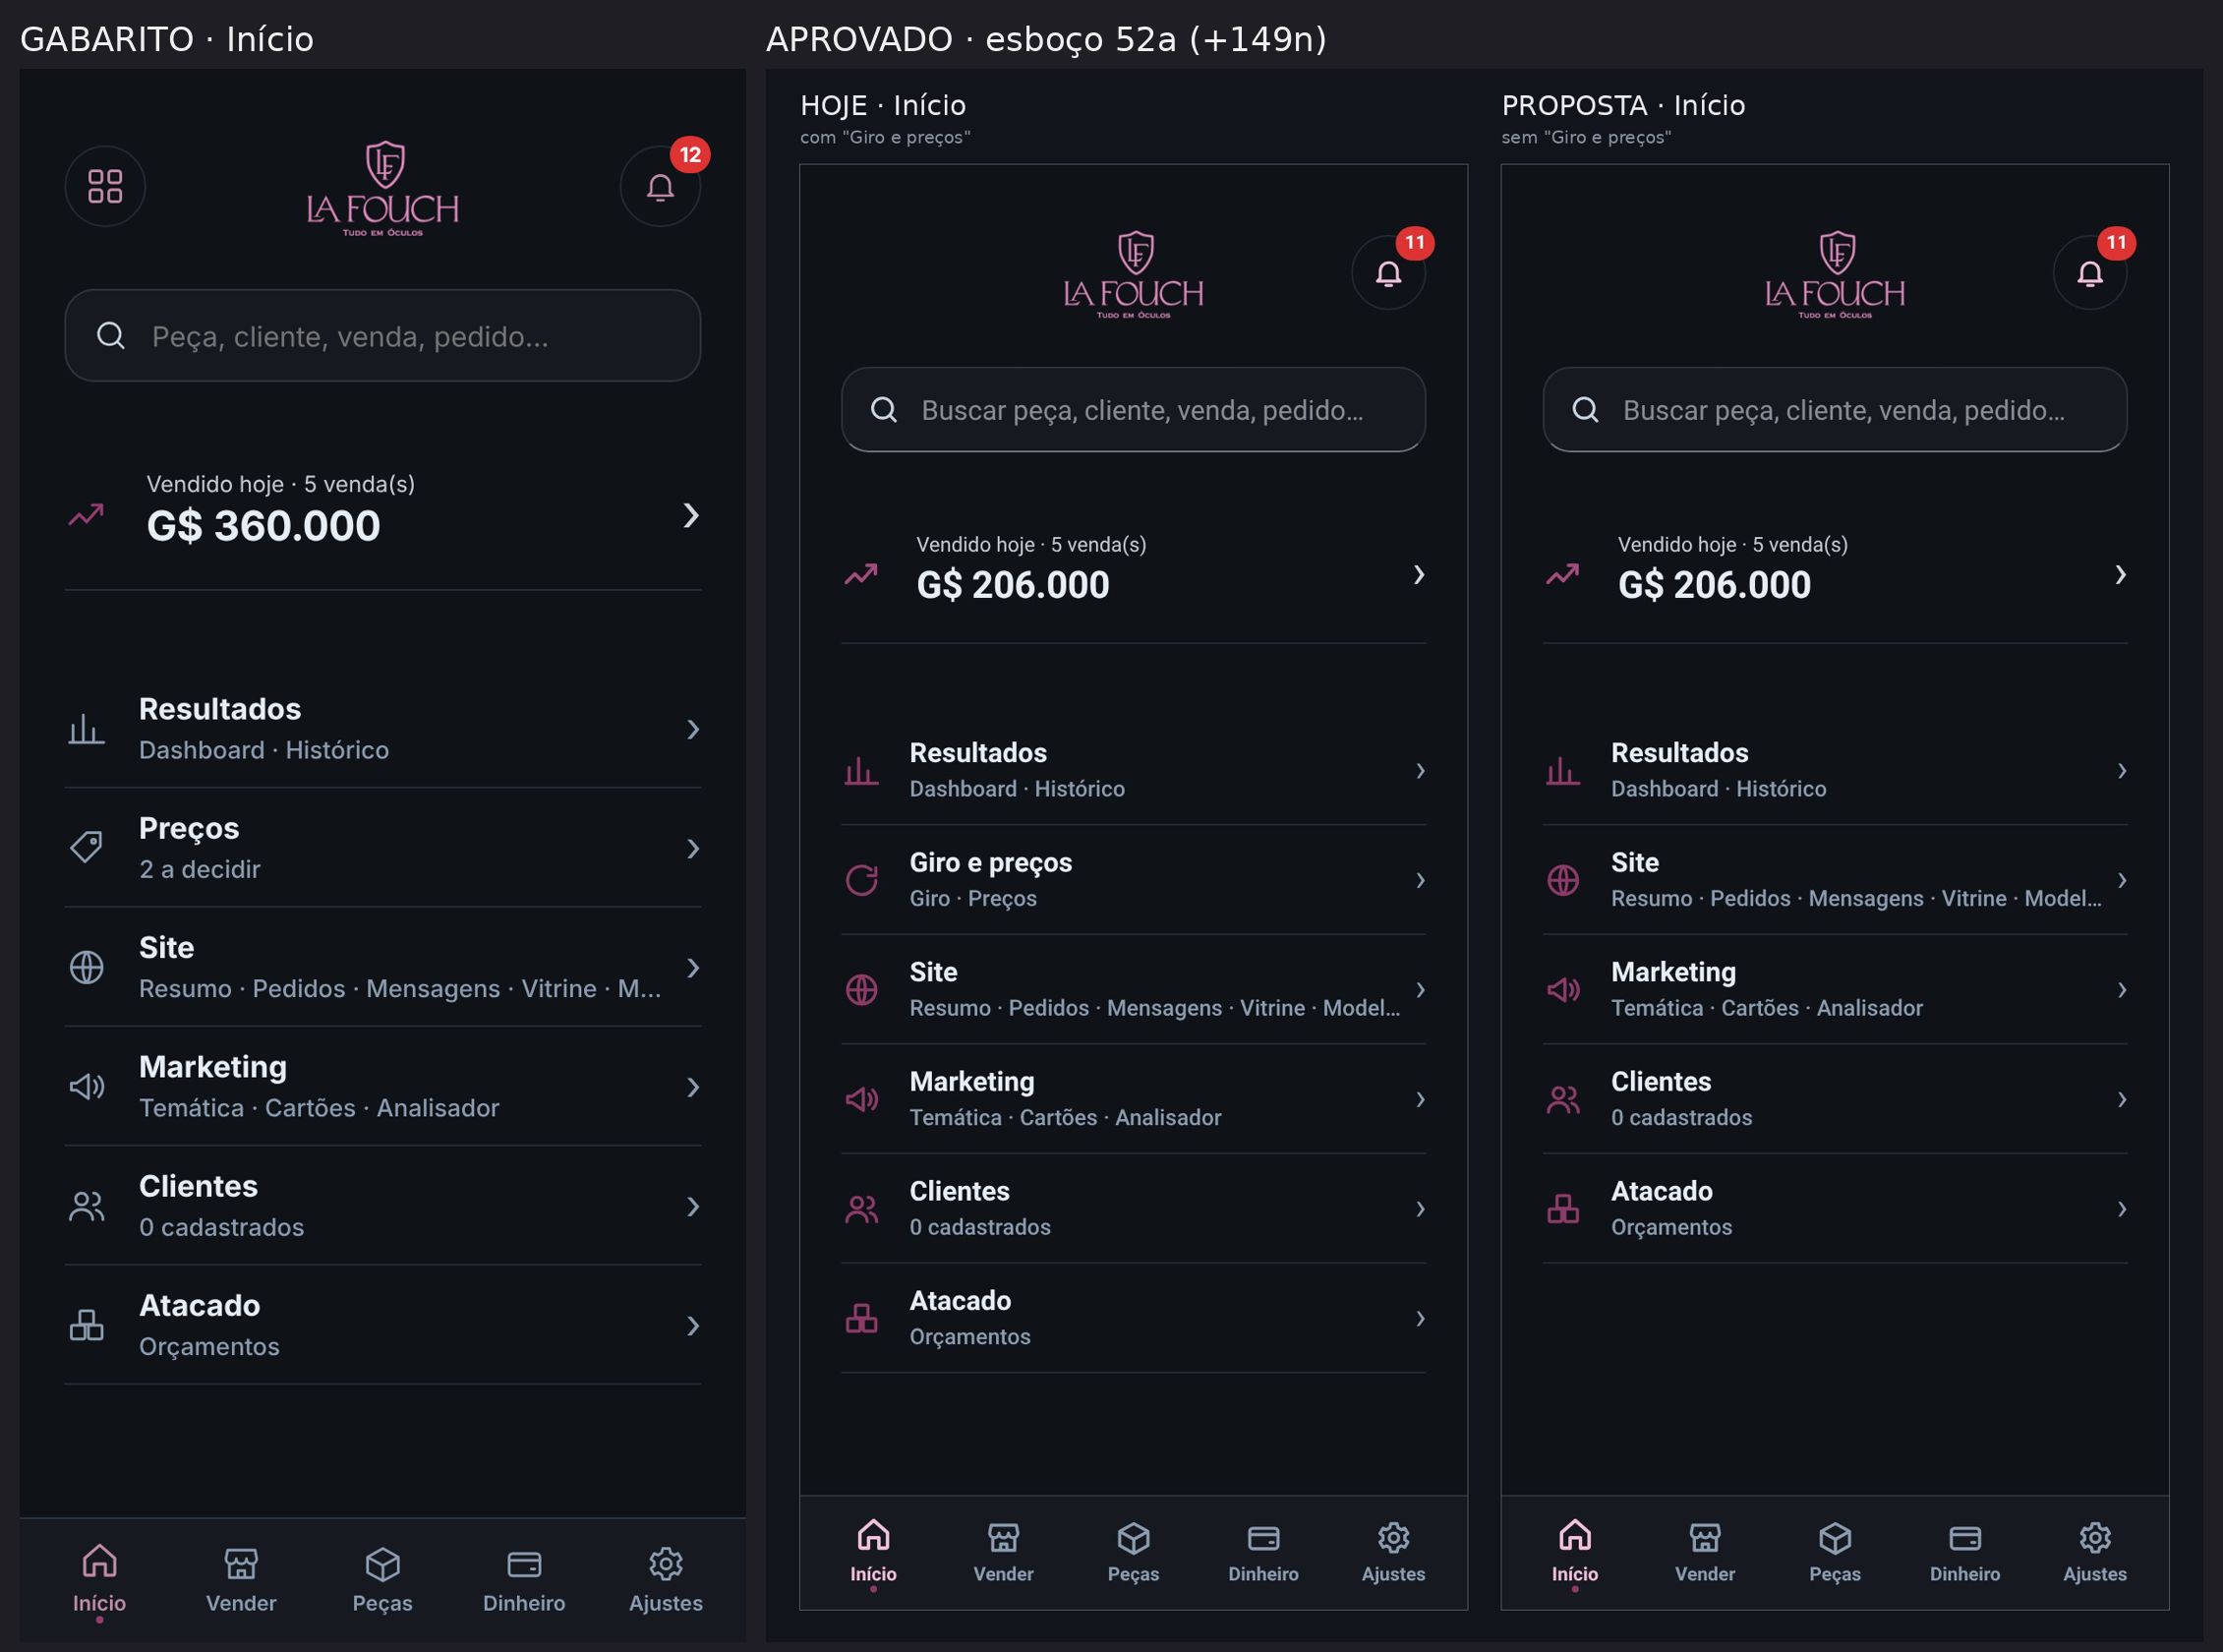 GABARITO · Início
12
LF
LA FOUCH
TUDO EM ÓCULOS
Peça, cliente, venda, pedido...
Vendido hoje · 5 venda(s)
G$ 360.000
Resultados
Dashboard · Histórico
Preços
2 a decidir
Site
Resumo · Pedidos · Mensagens · Vitrine · M...
Marketing
Temática · Cartões · Analisador
Clientes
0 cadastrados
Atacado
Orçamentos
Início
Vender
Peças
Dinheiro
Ajustes
APROVADO · esboço 52a (+149n)
HOJE · Início
com "Giro e preços"
11
LF
LA FOUCH
TUDO EM ÓCULOS
Buscar peça, cliente, venda, pedido...
Vendido hoje · 5 venda(s)
G$ 206.000
Resultados
Dashboard · Histórico
Giro e preços
Giro · Preços
Site
Resumo · Pedidos · Mensagens · Vitrine · Model...
Marketing
Temática · Cartões · Analisador
Clientes
0 cadastrados
Atacado
Orçamentos
Início
Vender
Peças
Dinheiro
Ajustes
PROPOSTA · Início
sem "Giro e preços"
11
LF
LA FOUCH
TUDO EM ÓCULOS
Buscar peça, cliente, venda, pedido...
Vendido hoje · 5 venda(s)
G$ 206.000
Resultados
Dashboard · Histórico
Site
Resumo · Pedidos · Mensagens · Vitrine · Model...
Marketing
Temática · Cartões · Analisador
Clientes
0 cadastrados
Atacado
Orçamentos
Início
Vender
Peças
Dinheiro
Ajustes